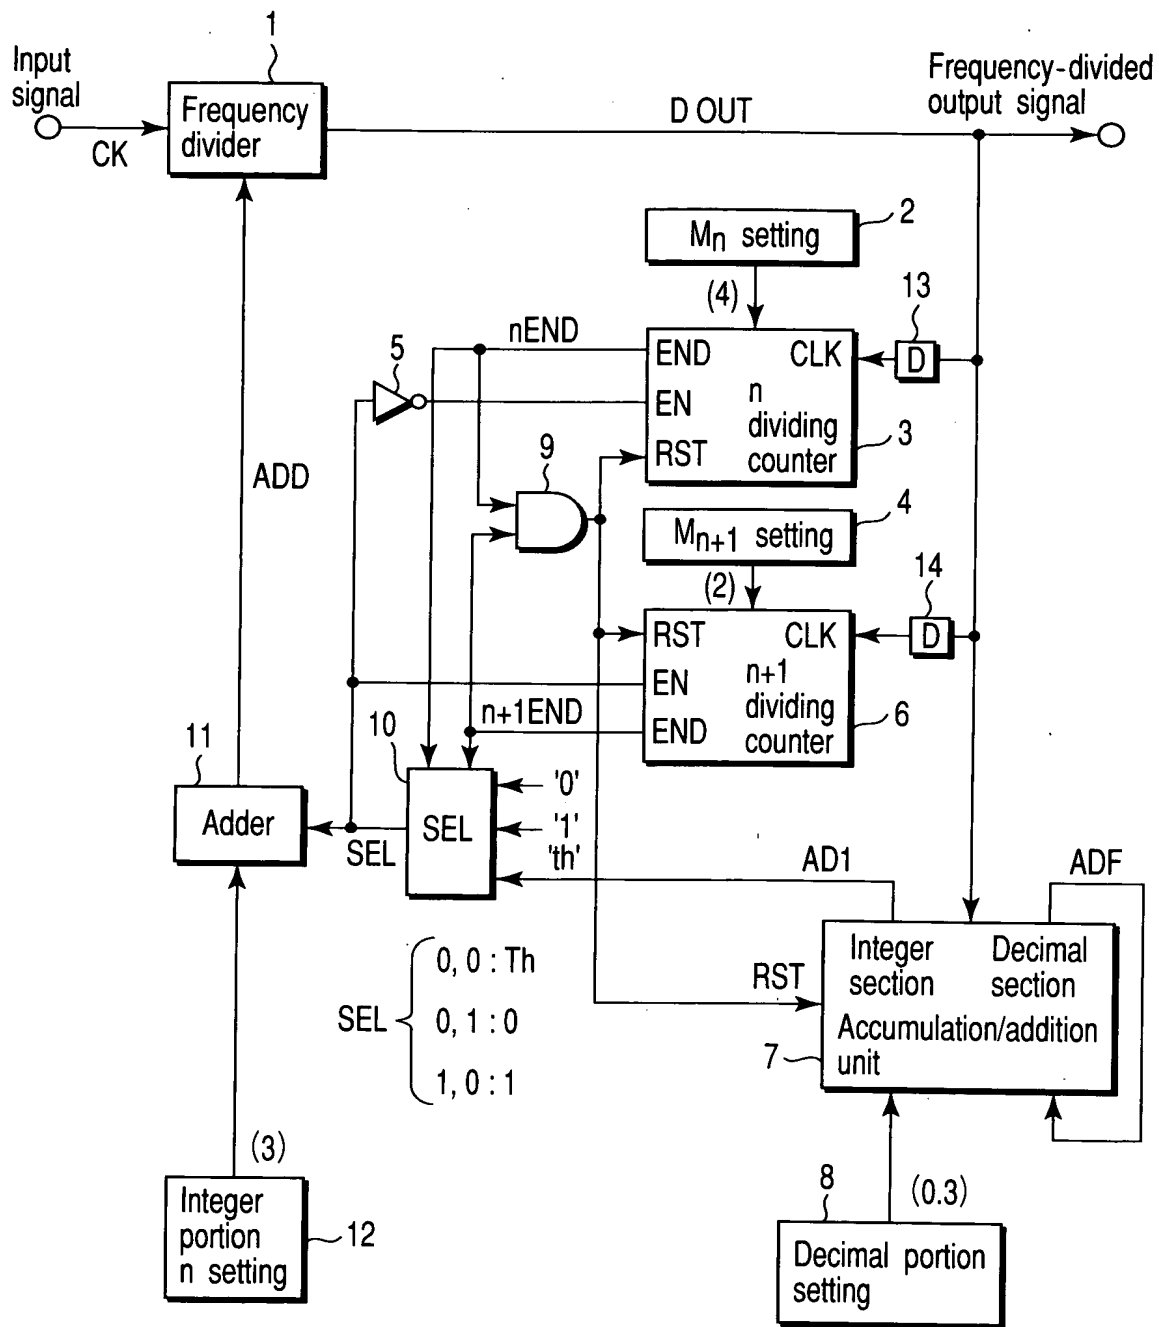 1
Input
signal
Frequency
divider
CK
D OUT
Frequency-divided
output signal
Mn setting
2
(4)
13
nEND
END
CLK
D
5
EN
n
dividing
counter
RST
3
9
ADD
4
Mn+1 setting
(2)
14
RST
CLK
D
EN
n+1
dividing
counter
n+1END
END
6
11
10
'0'
Adder
SEL
SEL
'1'
'th'
AD1
ADF
Integer
section
Decimal
section
RST
Accumulation/addition
unit
7
SEL
0, 0 : Th
0, 1 : 0
1, 0 : 1
(3)
Integer
portion
n setting
12
8
(0.3)
Decimal portion
setting